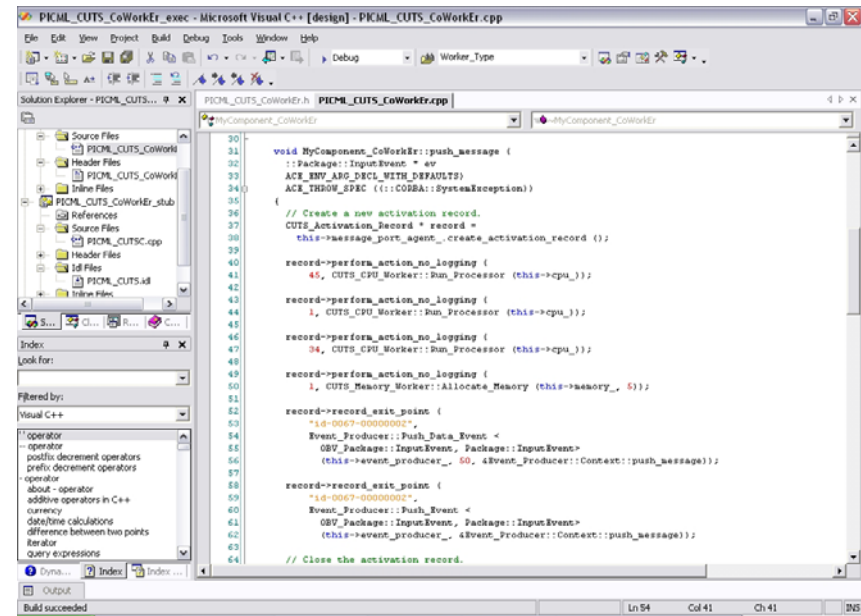 PICML_CUTS_CoWorkEr_exec - Microsoft Visual C++ [design] - PICML_CUTS_CoWorkEr.cpp
File Edit View Project Build Debug Tools Window Help
Debug Worker_Type
Solution Explorer - PICML_CUTS...
PICML_CUTS_CoWorkEr.h PICML_CUTS_CoWorkEr.cpp
MyComponent_CoWorkEr ~MyComponent_CoWorkEr
Source Files
PICML_CUTS_CoWorkE
Header Files
PICML_CUTS_CoWorkE
Inline Files
PICML_CUTS_CoWorkEr_stub
References
Source Files
PICML_CUTSC.cpp
Header Files
Idl Files
PICML_CUTS.idl
Inline Files
S... Cl... R... C...
Index
Look for:
Filtered by:
Visual C++
'' operator
-- operator
postfix decrement operators
prefix decrement operators
- operator
about - operator
additive operators in C++
currency
date/time calculations
difference between two points
iterator
query expressions
Dyna... Index Index ...
30
31 void MyComponent_CoWorkEr::push_message (
32 ::Package::InputEvent * ev
33 ACE_ENV_ARG_DECL_WITH_DEFAULTS)
34 ACE_THROW_SPEC ((::CORBA::SystemException))
35 {
36 // Create a new activation record.
37 CUTS_Activation_Record * record =
38 this->message_port_agent_.create_activation_record ();
39
40 record->perform_action_no_logging (
41 45, CUTS_CPU_Worker::Run_Processor (this->cpu_));
42
43 record->perform_action_no_logging (
44 1, CUTS_CPU_Worker::Run_Processor (this->cpu_));
45
46 record->perform_action_no_logging (
47 34, CUTS_CPU_Worker::Run_Processor (this->cpu_));
48
49 record->perform_action_no_logging (
50 1, CUTS_Memory_Worker::Allocate_Memory (this->memory_, 5));
51
52 record->record_exit_point (
53 "id-0067-00000002",
54 Event_Producer::Push_Data_Event <
55 OBV_Package::InputEvent, Package::InputEvent>
56 (this->event_producer_, 50, &Event_Producer::Context::push_message));
57
58 record->record_exit_point (
59 "id-0067-00000002",
60 Event_Producer::Push_Event <
61 OBV_Package::InputEvent, Package::InputEvent>
62 (this->event_producer_, &Event_Producer::Context::push_message));
63
64 // Close the activation record.
Output
Build succeeded Ln 54 Col 41 Ch 41 INS